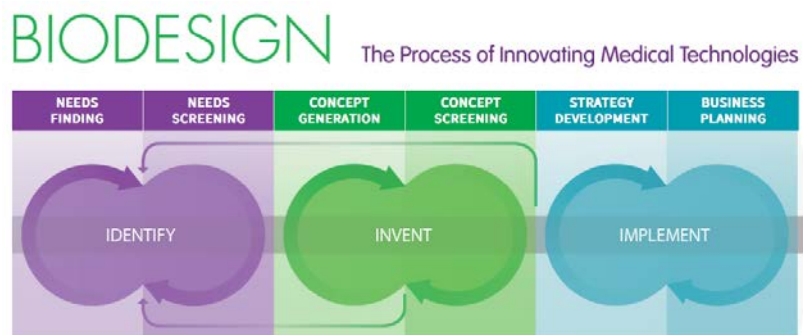 BIODESIGN The Process of Innovating Medical Technologies
NEEDS FINDING
NEEDS SCREENING
CONCEPT GENERATION
CONCEPT SCREENING
STRATEGY DEVELOPMENT
BUSINESS PLANNING
IDENTIFY
INVENT
IMPLEMENT